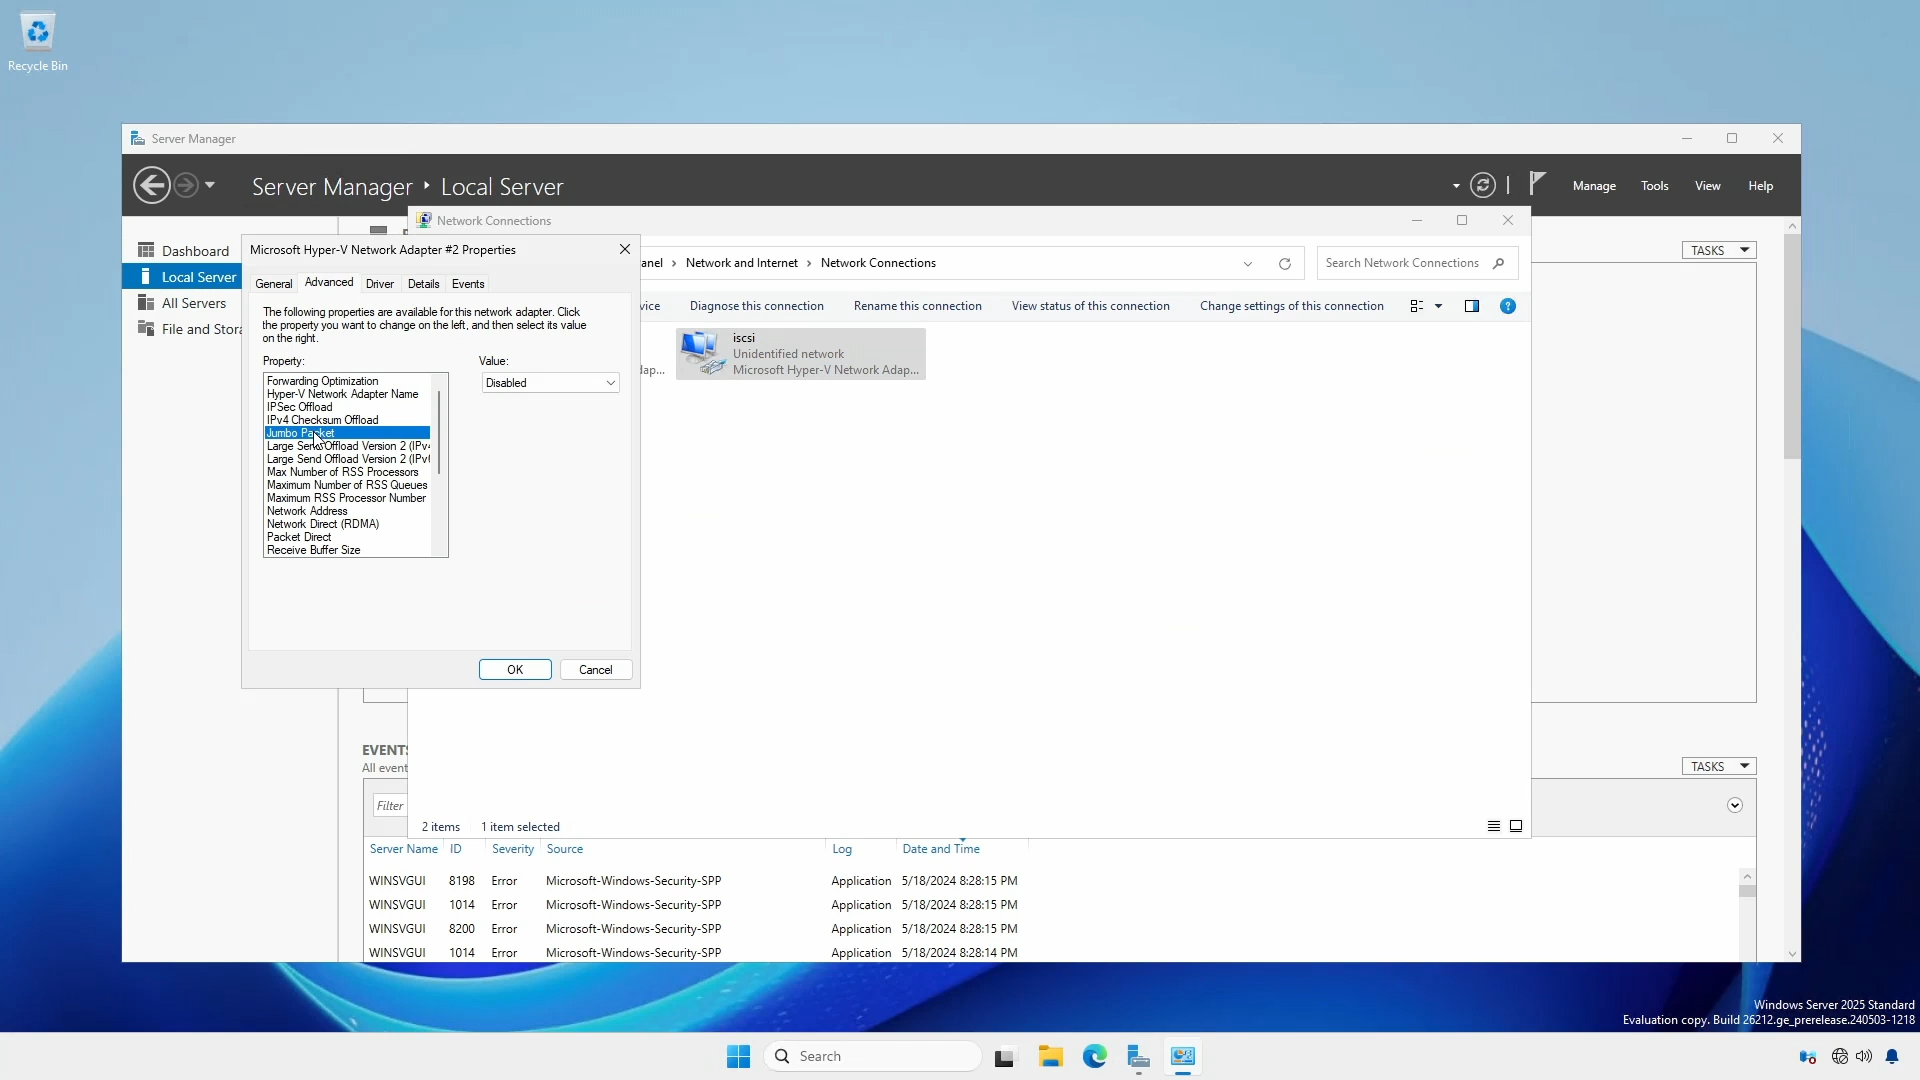 Recycle Bin
Server Manager
Server Manager
Local Server
Manage
Tools
View
Help
Dashboard
Local Server
All Servers
File and Stora
TASKS
Network Connections
anel
Network and Internet
Network Connections
Search Network Connections
vice
Diagnose this connection
Rename this connection
View status of this connection
Change settings of this connection
iscsi
Unidentified network
Microsoft Hyper-V Network Adap...
dap...
Microsoft Hyper-V Network Adapter #2 Properties
General
Advanced
Driver
Details
Events
The following properties are available for this network adapter. Click
the property you want to change on the left, and then select its value
on the right.
Property:
Value:
Forwarding Optimization
Hyper-V Network Adapter Name
IPSec Offload
IPv4 Checksum Offload
Jumbo Packet
Large Send Offload Version 2 (IPv4
Large Send Offload Version 2 (IPv6
Max Number of RSS Processors
Maximum Number of RSS Queues
Maximum RSS Processor Number
Network Address
Network Direct (RDMA)
Packet Direct
Receive Buffer Size
Disabled
OK
Cancel
2 items
1 item selected
EVENTS
All event
TASKS
Filter
Server Name ID Severity Source Log Date and Time
WINSVGUI 8198 Error Microsoft-Windows-Security-SPP Application 5/18/2024 8:28:15 PM
WINSVGUI 1014 Error Microsoft-Windows-Security-SPP Application 5/18/2024 8:28:15 PM
WINSVGUI 8200 Error Microsoft-Windows-Security-SPP Application 5/18/2024 8:28:15 PM
WINSVGUI 1014 Error Microsoft-Windows-Security-SPP Application 5/18/2024 8:28:14 PM
Windows Server 2025 Standard
Evaluation copy. Build 26212.ge_prerelease.240503-1218
Search